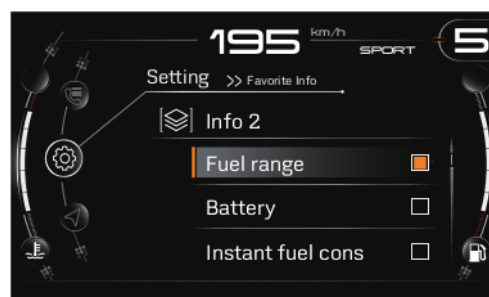 195 km/h
SPORT
5
Setting >> Favorite Info
Info 2
Fuel range
Battery
Instant fuel cons